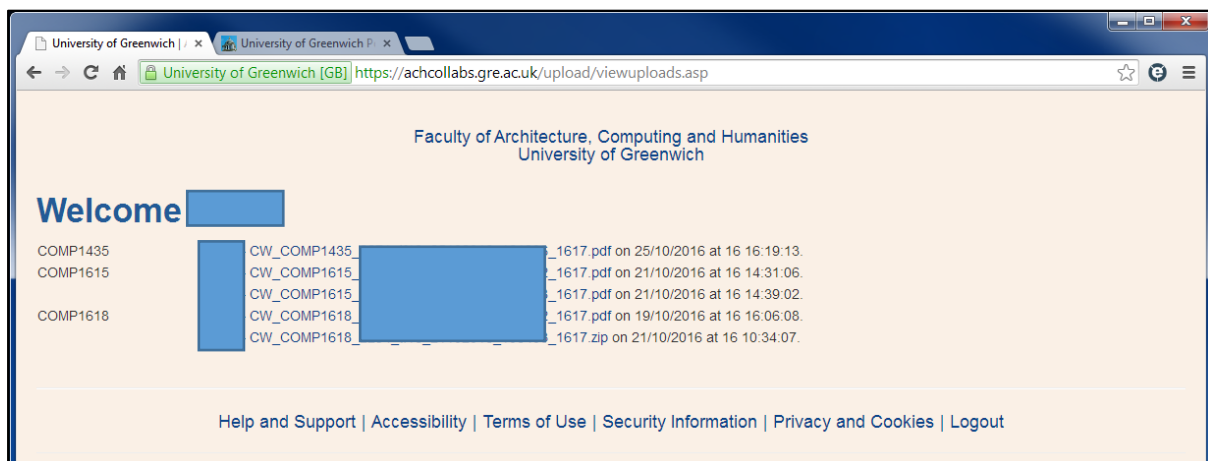 University of Greenwich | University of Greenwich
University of Greenwich [GB] https://achcollabs.gre.ac.uk/upload/viewuploads.asp
Faculty of Architecture, Computing and Humanities
University of Greenwich
Welcome
COMP1435 CW_COMP1435_ _1617.pdf on 25/10/2016 at 16 16:19:13.
COMP1615 CW_COMP1615_ _1617.pdf on 21/10/2016 at 16 14:31:06.
CW_COMP1615_ _1617.pdf on 21/10/2016 at 16 14:39:02.
COMP1618 CW_COMP1618_ _1617.pdf on 19/10/2016 at 16 16:06:08.
CW_COMP1618_ _1617.zip on 21/10/2016 at 16 10:34:07.
Help and Support | Accessibility | Terms of Use | Security Information | Privacy and Cookies | Logout